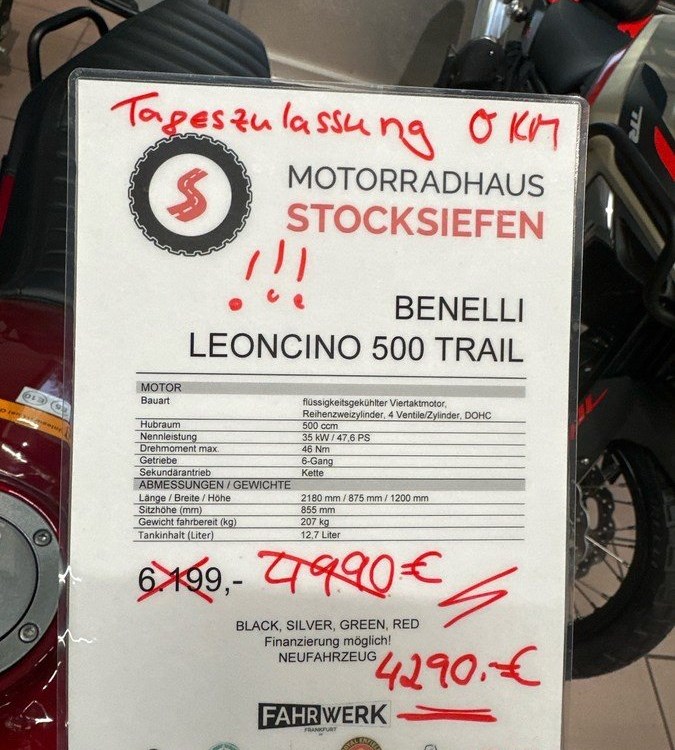 Tageszulassung 0 KM
MOTORRADHAUS
STOCKSIEFEN
!!!
BENELLI
LEONCINO 500 TRAIL
MOTOR
Bauart flüssigkeitsgekühlter Viertaktmotor,
Reihenzweizylinder, 4 Ventile/Zylinder, DOHC
Hubraum 500 ccm
Nennleistung 35 kW / 47,6 PS
Drehmoment max. 46 Nm
Getriebe 6-Gang
Sekundärantrieb Kette
ABMESSUNGEN / GEWICHTE
Länge / Breite / Höhe 2180 mm / 875 mm / 1200 mm
Sitzhöhe (mm) 855 mm
Gewicht fahrbereit (kg) 207 kg
Tankinhalt (Liter) 12,7 Liter
6.199,- 4990 €
BLACK, SILVER, GREEN, RED
Finanzierung möglich!
NEUFAHRZEUG 4290.-€
FAHRWERK
FRANKFURT
E5
E10